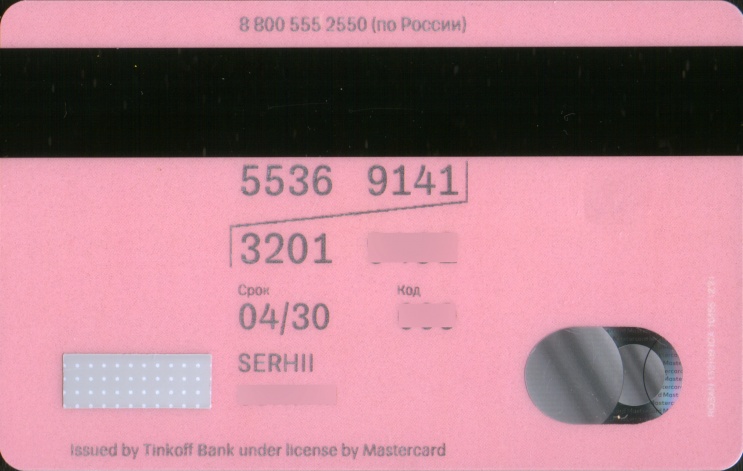 8 800 555 2550 (по России)
5536 9141
3201
Срок Код
04/30
SERHII
Issued by Tinkoff Bank under license by Mastercard